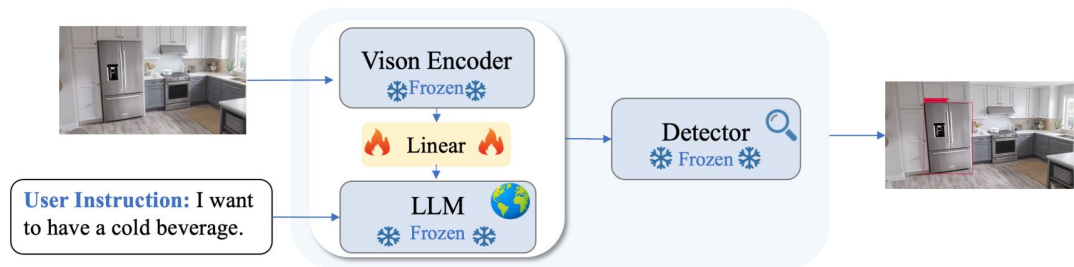 Vison Encoder
Frozen
Linear
User Instruction: I want
to have a cold beverage.
LLM
Frozen
Detector
Frozen